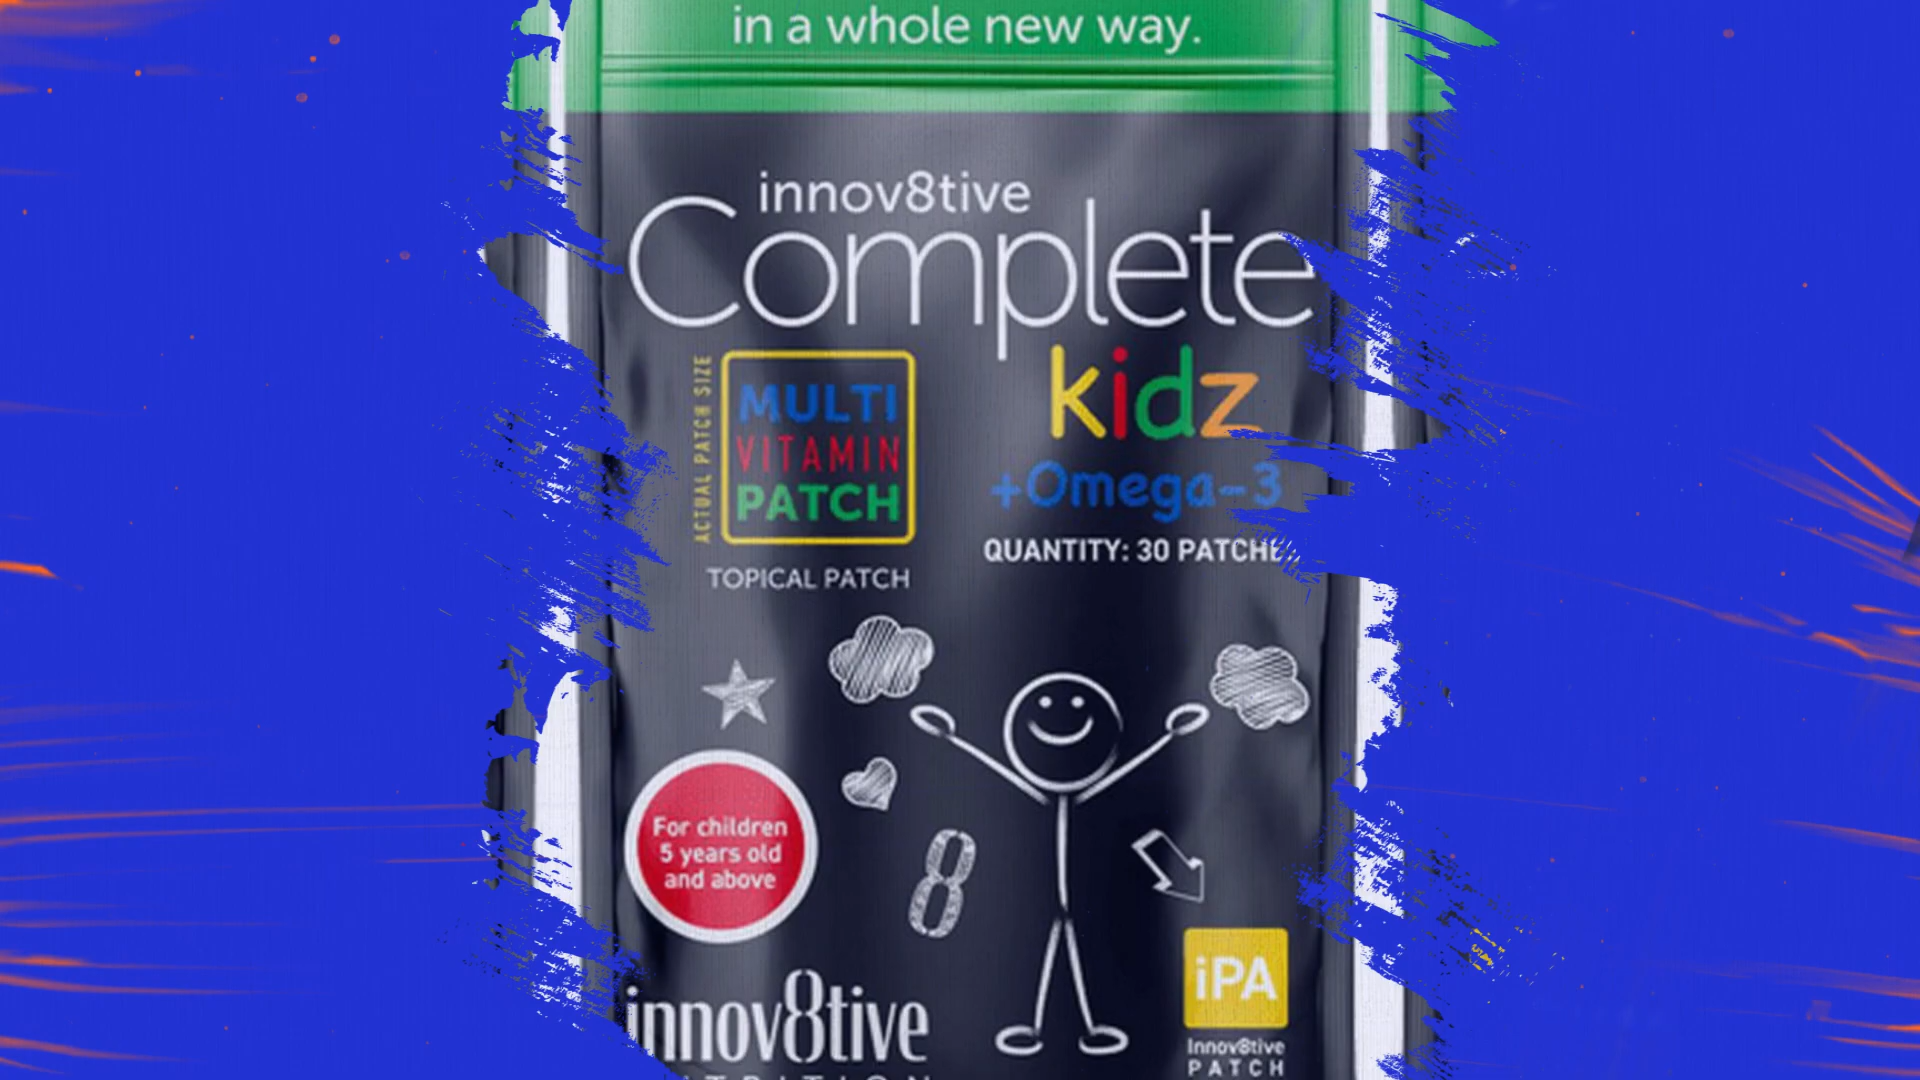 in a whole new way.
innov8tive
Complete
kidz
+Omega-3
QUANTITY: 30
ACTUAL PATCH SIZE
MULTI
VITAMIN
PATCH
TOPICAL PATCH
For children
5 years old
and above
8
innov8tive
iPA
Innov8tive
PATCH